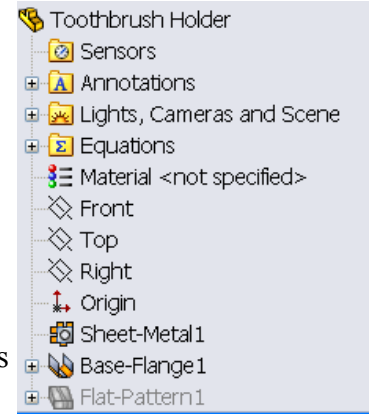 Toothbrush Holder
Sensors
A Annotations
Lights, Cameras and Scene
Σ Equations
Material <not specified>
Front
Top
Right
Origin
Sheet-Metal1
s Base-Flange1
Flat-Pattern1